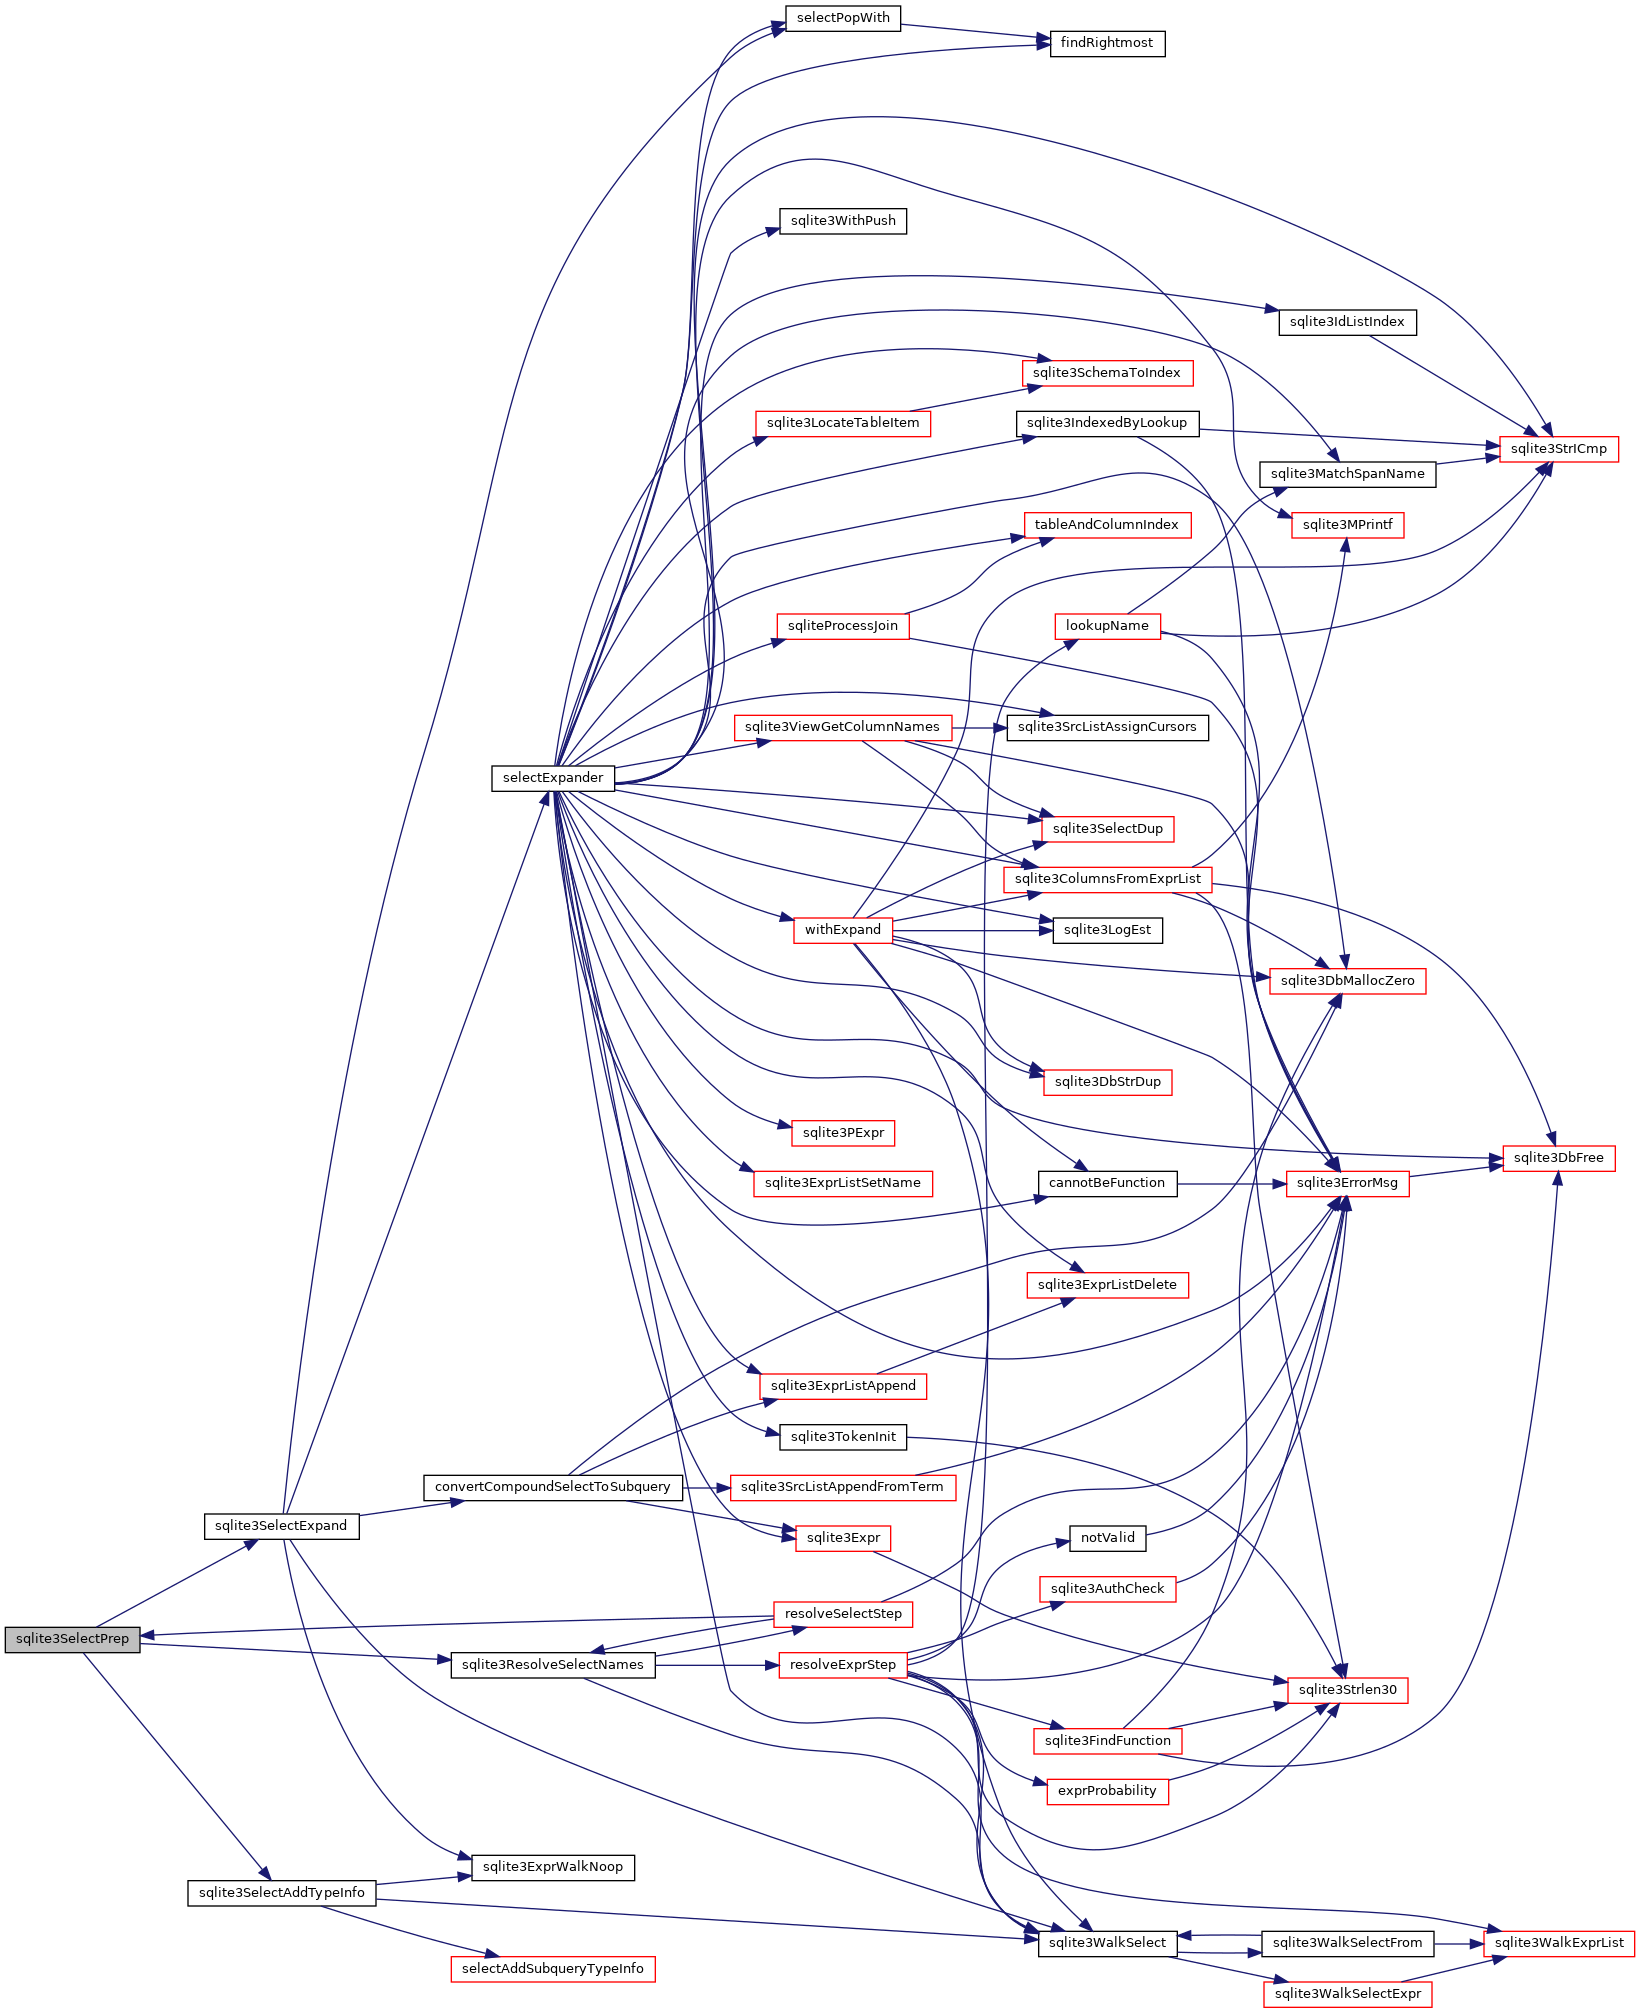 selectPopWith
findRightmost
sqlite3WithPush
sqlite3IdListIndex
sqlite3SchemaToIndex
sqlite3LocateTableItem
sqlite3IndexedByLookup
sqlite3StrICmp
sqlite3MatchSpanName
tableAndColumnIndex
sqlite3MPrintf
sqliteProcessJoin
lookupName
sqlite3ViewGetColumnNames
sqlite3SrcListAssignCursors
selectExpander
sqlite3SelectDup
sqlite3ColumnsFromExprList
withExpand
sqlite3LogEst
sqlite3DbMallocZero
sqlite3DbStrDup
sqlite3PExpr
sqlite3DbFree
sqlite3ExprListSetName
cannotBeFunction
sqlite3ErrorMsg
sqlite3ExprListDelete
sqlite3ExprListAppend
sqlite3TokenInit
convertCompoundSelectToSubquery
sqlite3SrcListAppendFromTerm
sqlite3SelectExpand
sqlite3Expr
notValid
sqlite3AuthCheck
resolveSelectStep
sqlite3SelectPrep
sqlite3ResolveSelectNames
resolveExprStep
sqlite3Strlen30
sqlite3FindFunction
exprProbability
sqlite3ExprWalkNoop
sqlite3SelectAddTypeInfo
sqlite3WalkSelect
sqlite3WalkSelectFrom
sqlite3WalkExprList
selectAddSubqueryTypeInfo
sqlite3WalkSelectExpr